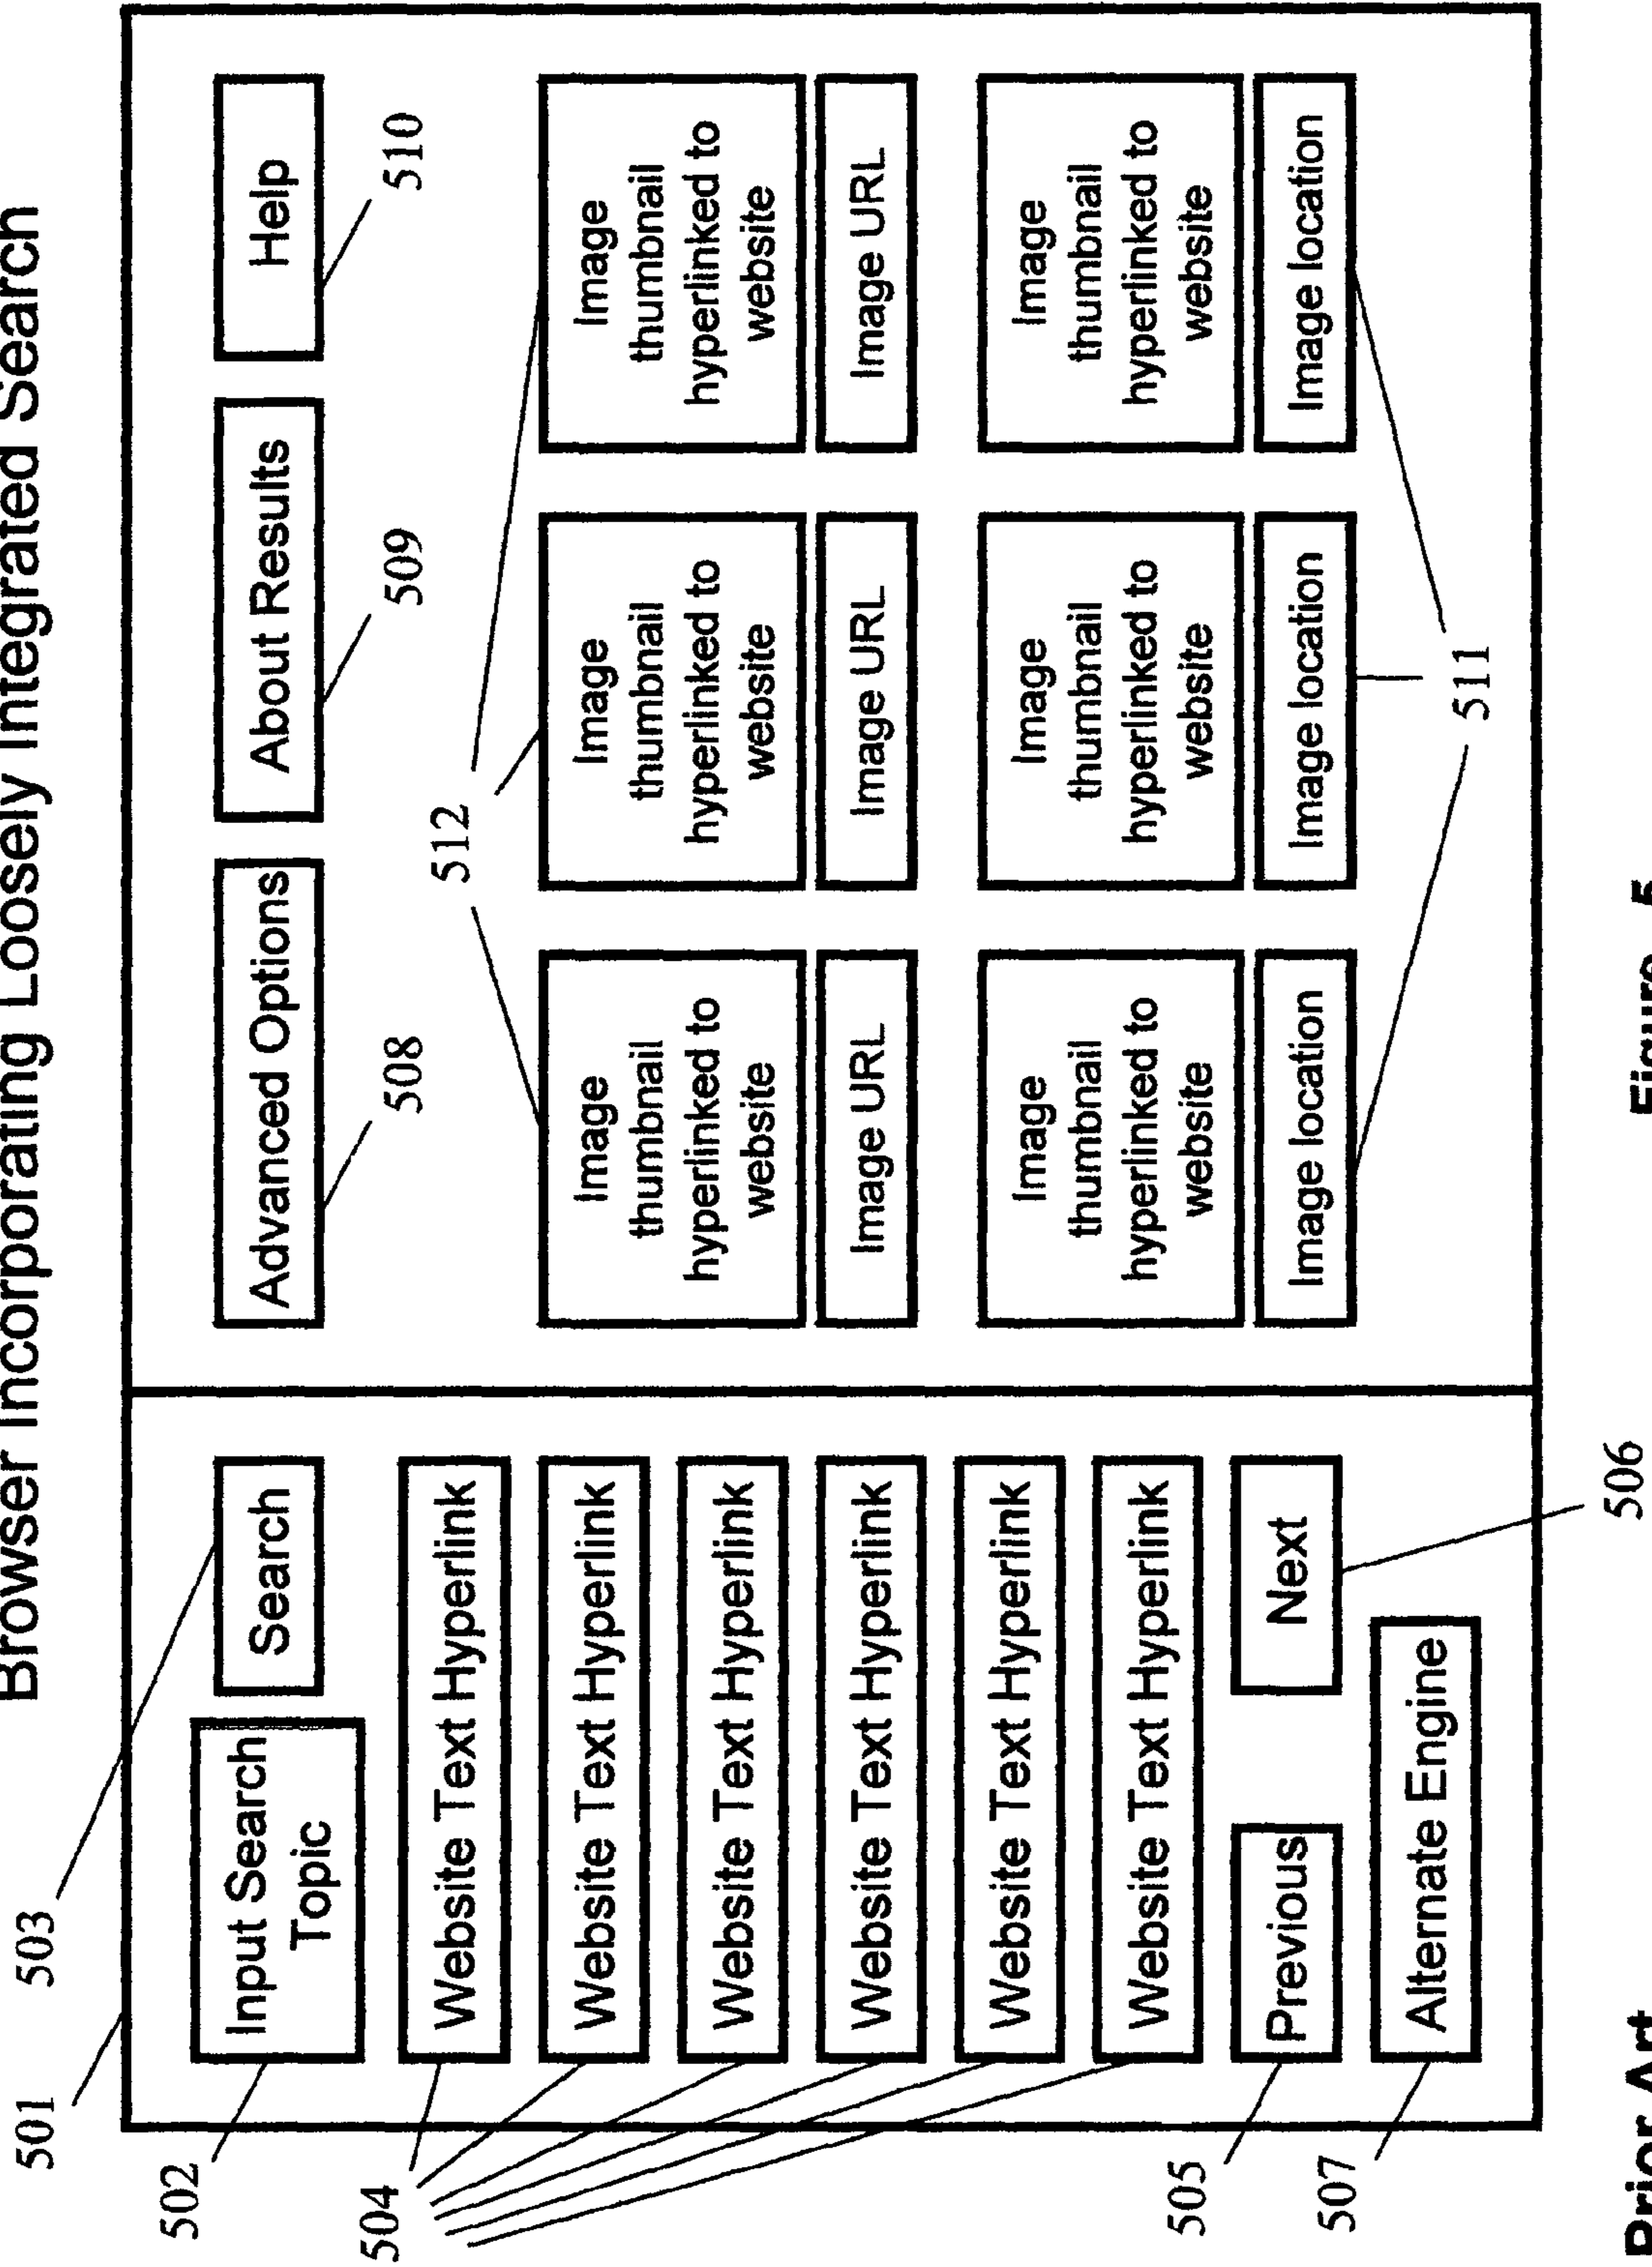 Browser Incorporating Loosely Integrated Search
501
503
502
Input Search
Topic
Search
Advanced Options
About Results
Help
508
509
510
504
Website Text Hyperlink
Website Text Hyperlink
Website Text Hyperlink
Website Text Hyperlink
Website Text Hyperlink
Website Text Hyperlink
512
Image
thumbnail
hyperlinked to
website
Image URL
Image
thumbnail
hyperlinked to
website
Image URL
Image
thumbnail
hyperlinked to
website
Image URL
Image
thumbnail
hyperlinked to
website
Image location
Image
thumbnail
hyperlinked to
website
Image location
Image
thumbnail
hyperlinked to
website
Image location
511
505
Previous
Next
507
Alternate Engine
506
Prior Art
Figure 5